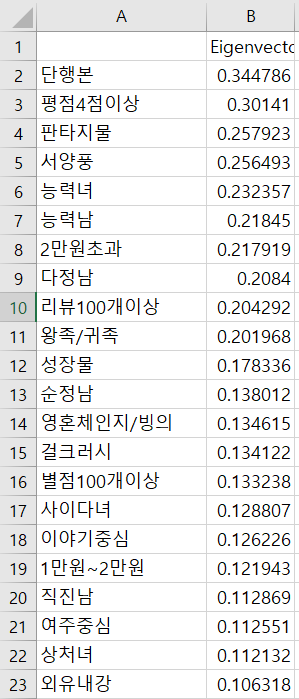 A B
1 Eigenvecto
2 단행본 0.344786
3 평점4점이상 0.30141
4 판타지물 0.257923
5 서양풍 0.256493
6 능력녀 0.232357
7 능력남 0.21845
8 2만원초과 0.217919
9 다정남 0.2084
10 리뷰100개이상 0.204292
11 왕족/귀족 0.201968
12 성장물 0.178336
13 순정남 0.138012
14 영혼체인지/빙의 0.134615
15 걸크러시 0.134122
16 별점100개이상 0.133238
17 사이다녀 0.128807
18 이야기중심 0.126226
19 1만원~2만원 0.121943
20 직진남 0.112869
21 여주중심 0.112551
22 상처녀 0.112132
23 외유내강 0.106318